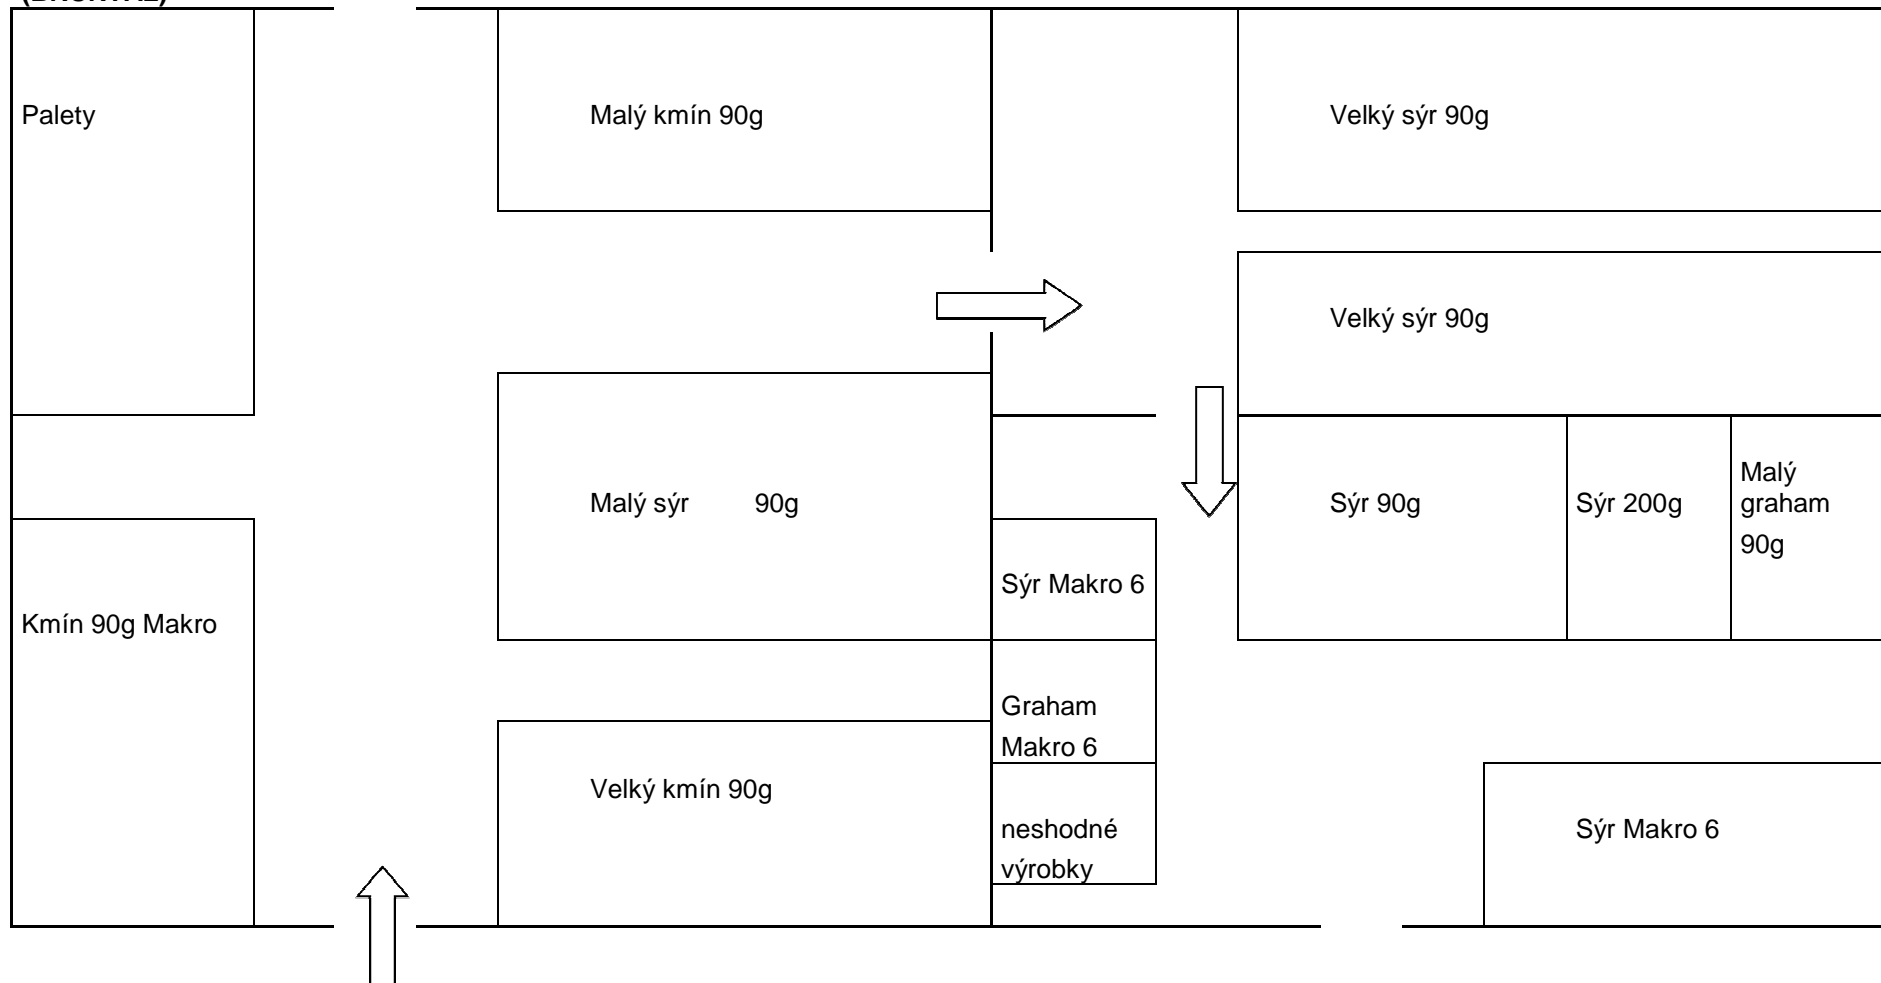 Palety
Malý kmín 90g
Velký sýr 90g
Velký sýr 90g
Malý sýr 90g
Sýr 90g
Sýr 200g
Malý
graham
90g
Sýr Makro 6
Kmín 90g Makro
Graham
Makro 6
Velký kmín 90g
neshodné
výrobky
Sýr Makro 6